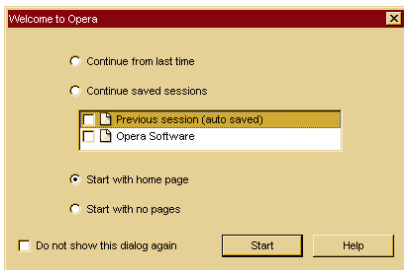 Welcome to Opera
Continue from last time
Continue saved sessions
Previous session (auto saved)
Opera Software
Start with home page
Start with no pages
Do not show this dialog again
Start
Help